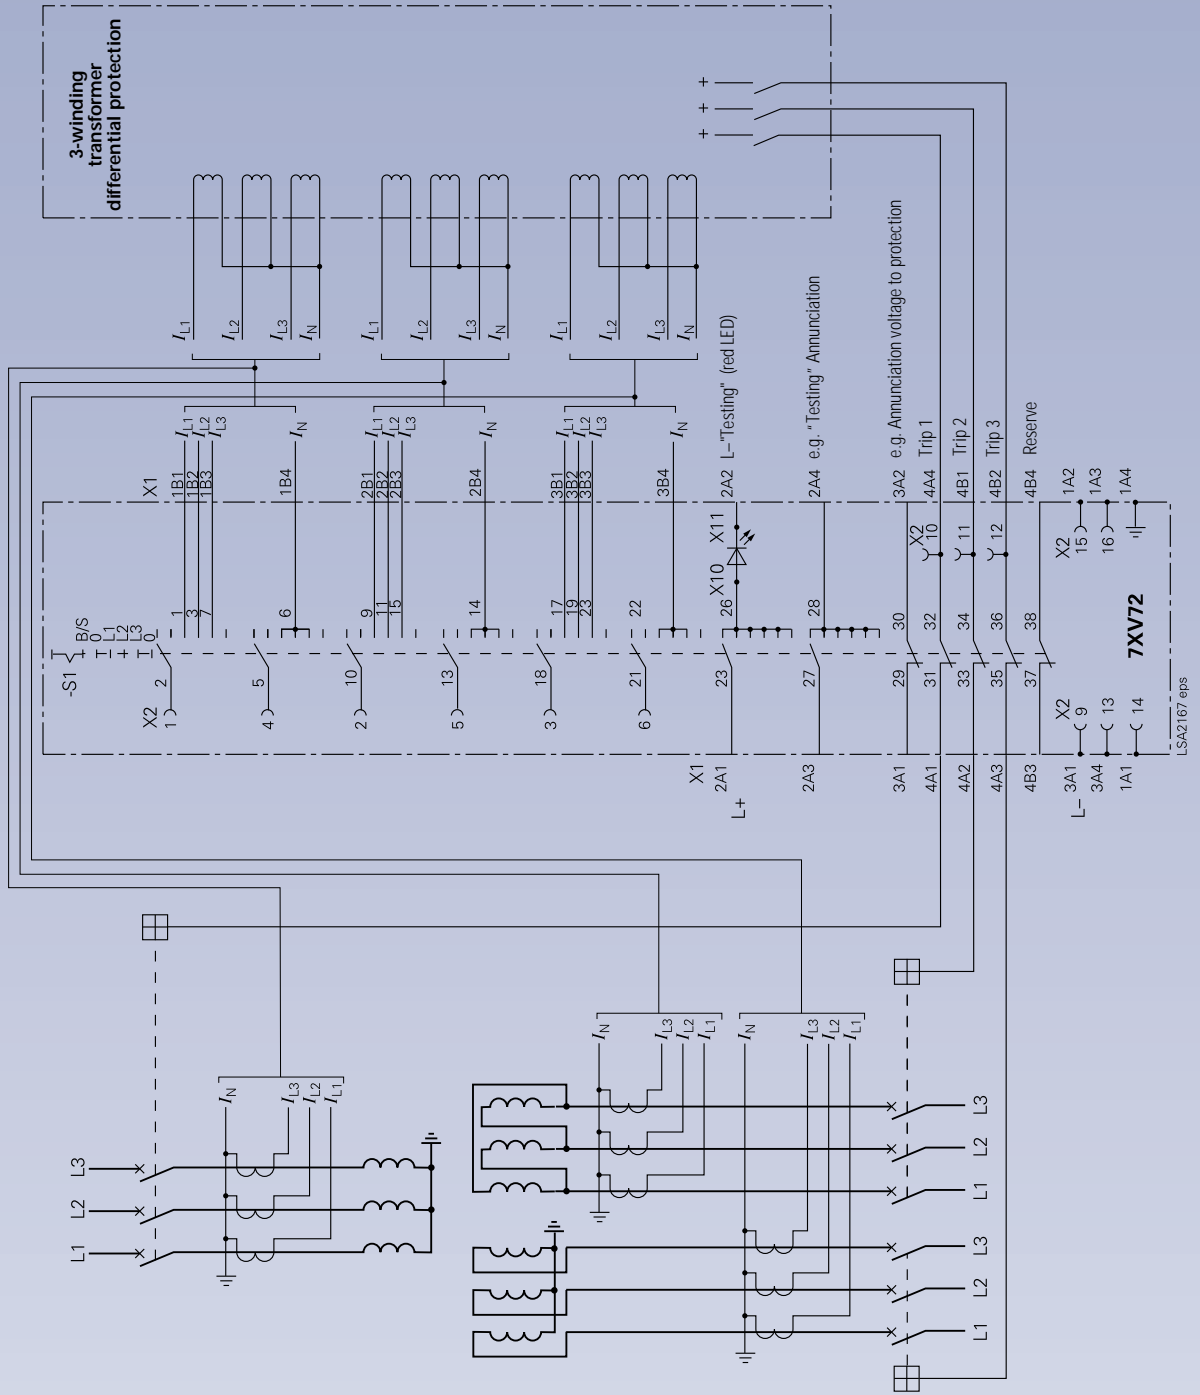 3-winding
transformer
differential protection
+
+
+
IL1
IL2
IL3
IN
IL1
IL2
IL3
IN
IL1
IL2
IL3
IN
IL1
IL2
IL3
IN
IL1
IL2
IL3
IN
IL1
IL2
IL3
IN
X1
1B1
1B2
1B3
1B4
2B1
2B2
2B3
2B4
3B1
3B2
3B3
3B4
2A2 L–"Testing" (red LED)
2A4 e.g. "Testing" Annunciation
3A2 e.g. Annunciation voltage to protection
4A4 Trip 1
4B1 Trip 2
4B2 Trip 3
4B4 Reserve
1A2
1A3
1A4
X10
X11
X2
10
11
12
X2
15
16
-S1
B/S
0
L1
L2
L3
0
1
3
7
6
9
11
15
14
17
19
23
22
26
28
30
32
34
36
38
2
5
10
13
18
21
23
27
29
31
33
35
37
X2
1
4
2
5
3
6
X2
9
13
14
7XV72
LSA2167 eps
X1
2A1
L+
2A3
3A1
4A1
4A2
4A3
4B3
3A1
L–
3A4
1A1
IN
IL3
IL2
IL1
IN
IL3
IL2
IL1
IN
IL3
IL2
IL1
L3
L2
L1
L3
L2
L1
L3
L2
L1